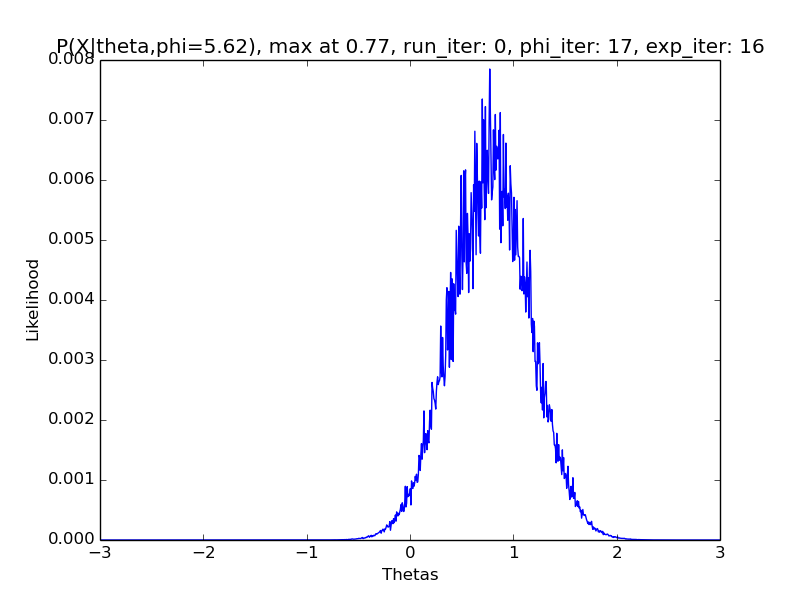 P(X|theta,phi=5.62), max at 0.77, run_iter: 0, phi_iter: 17, exp_iter: 16
0.008
0.007
0.006
0.005
0.004
0.003
0.002
0.001
0.000
Likelihood
−3 −2 −1 0 1 2 3
Thetas